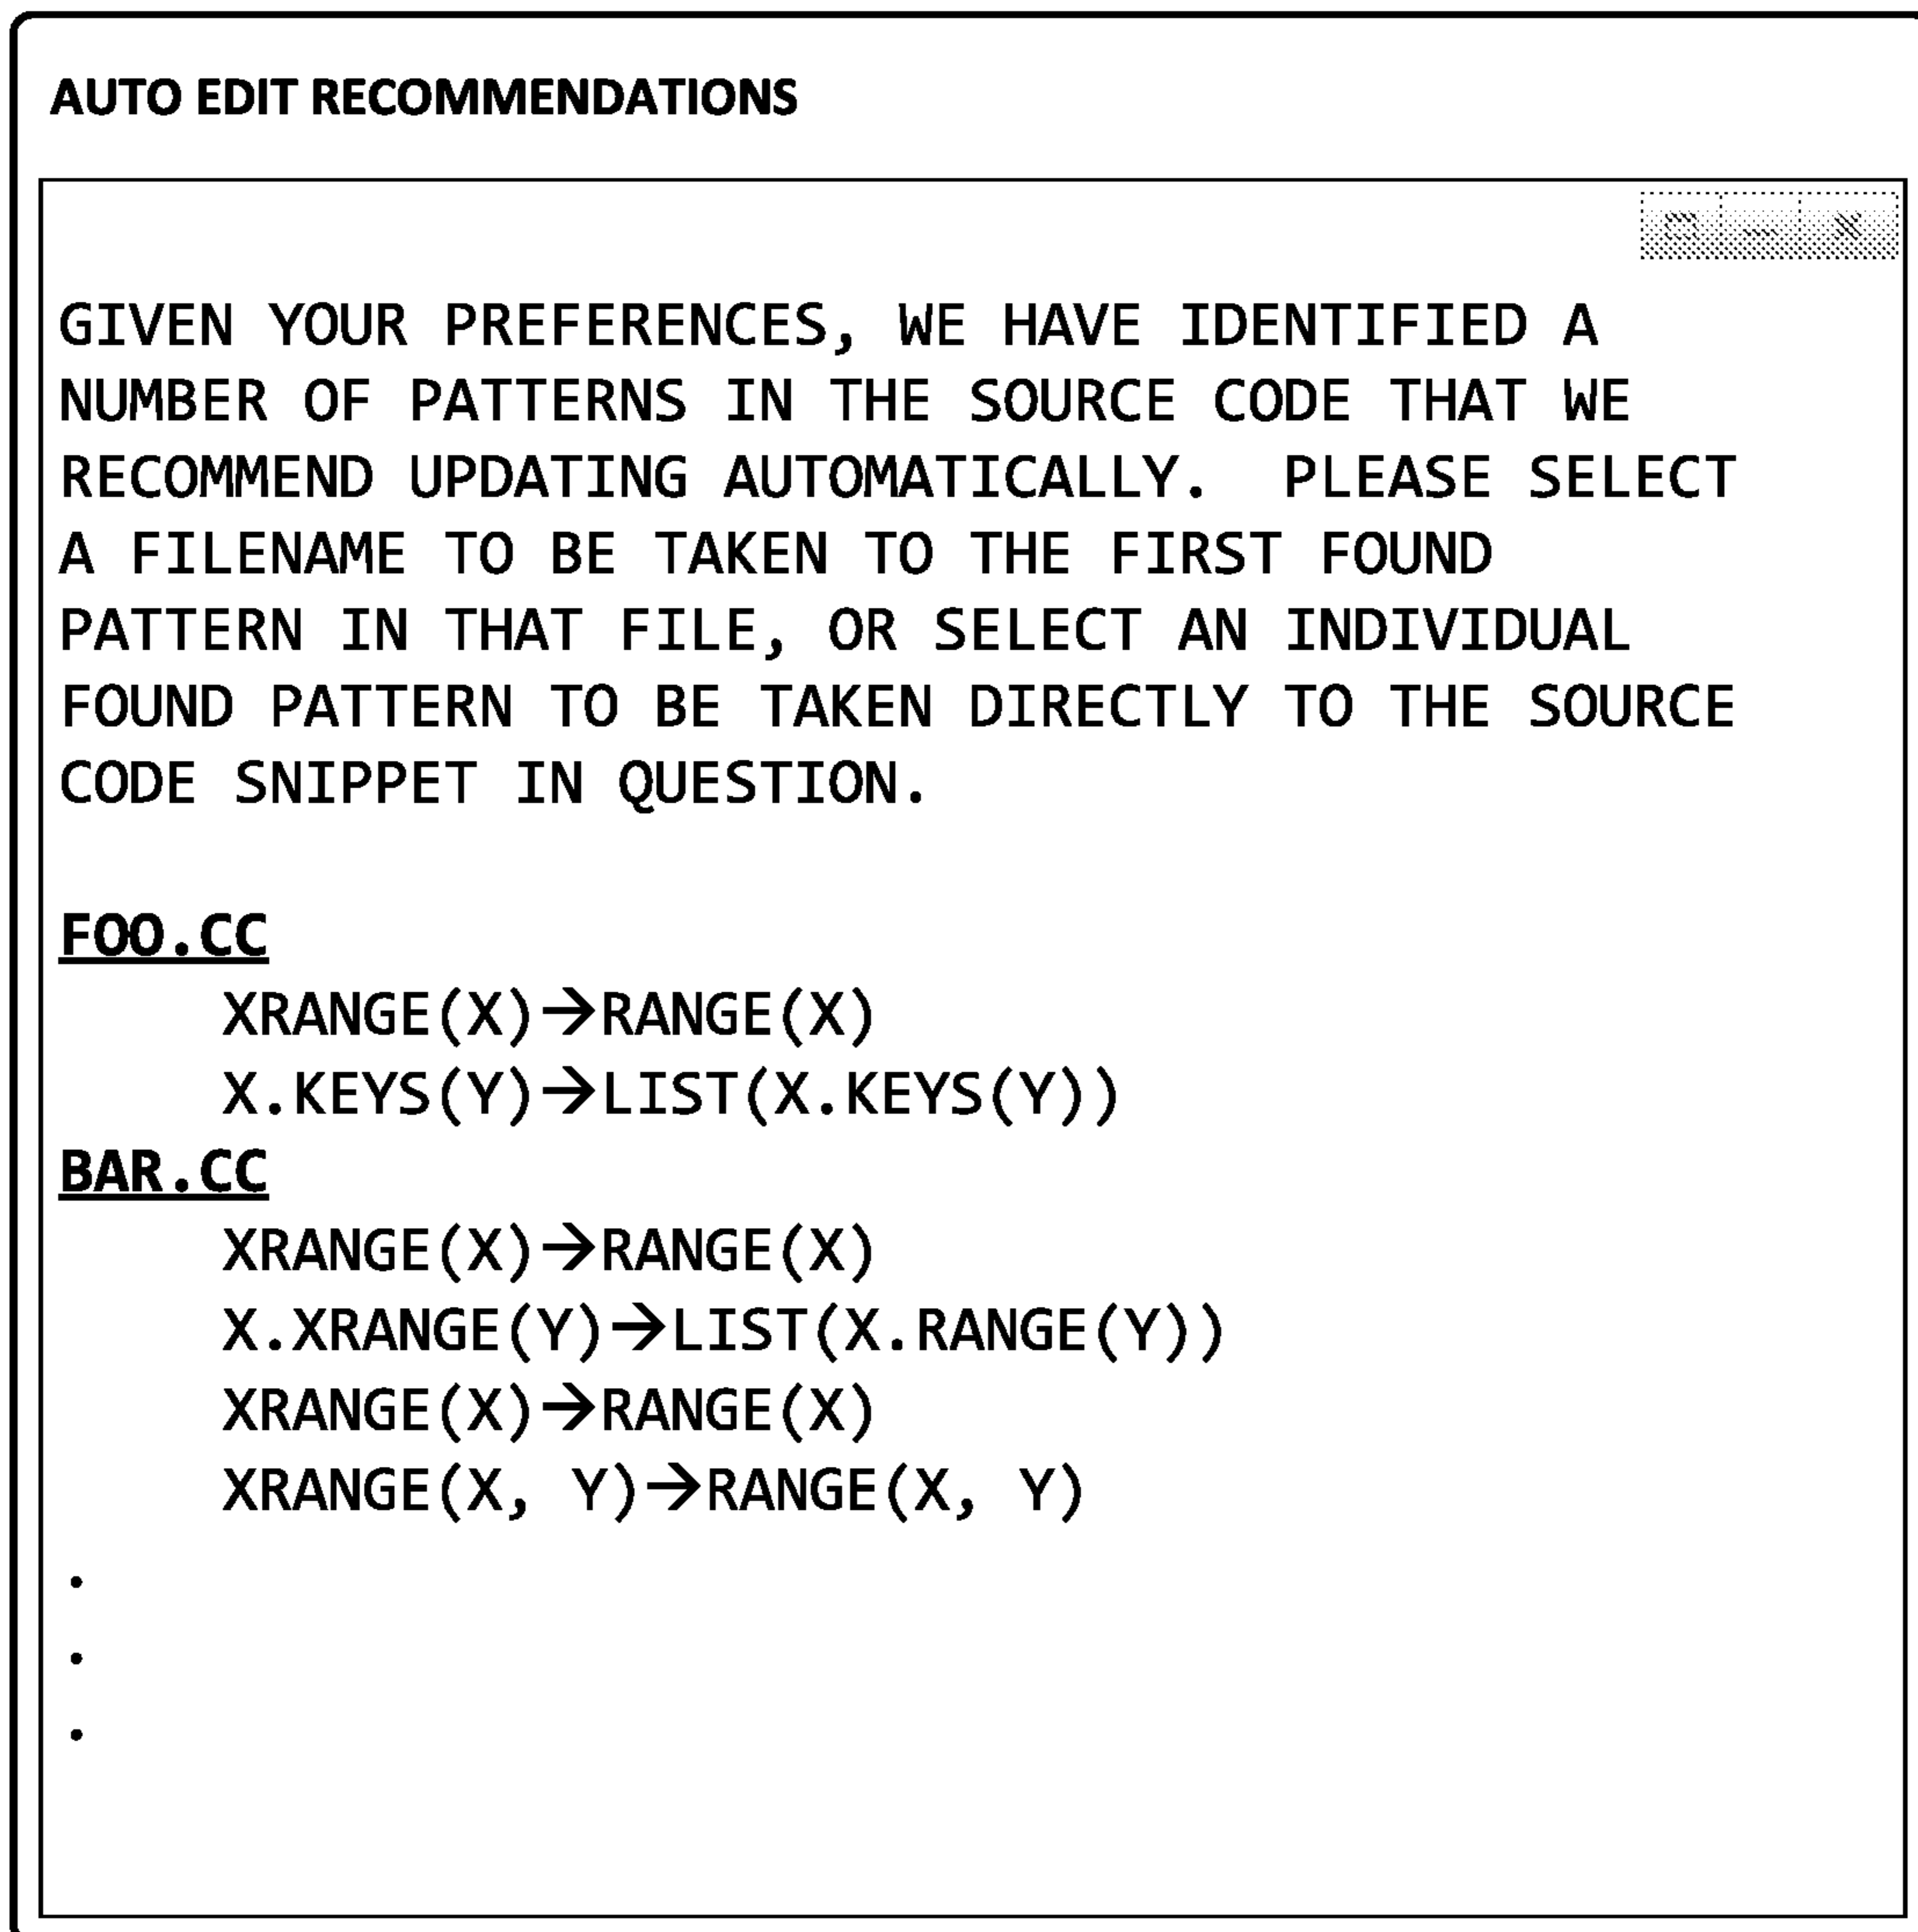 AUTO EDIT RECOMMENDATIONS
GIVEN YOUR PREFERENCES, WE HAVE IDENTIFIED A
NUMBER OF PATTERNS IN THE SOURCE CODE THAT WE
RECOMMEND UPDATING AUTOMATICALLY.  PLEASE SELECT
A FILENAME TO BE TAKEN TO THE FIRST FOUND
PATTERN IN THAT FILE, OR SELECT AN INDIVIDUAL
FOUND PATTERN TO BE TAKEN DIRECTLY TO THE SOURCE
CODE SNIPPET IN QUESTION.
FOO.CC
XRANGE(X)→RANGE(X)
X.KEYS(Y)→LIST(X.KEYS(Y))
BAR.CC
XRANGE(X)→RANGE(X)
X.XRANGE(Y)→LIST(X.RANGE(Y))
XRANGE(X)→RANGE(X)
XRANGE(X, Y)→RANGE(X, Y)
.
.
.